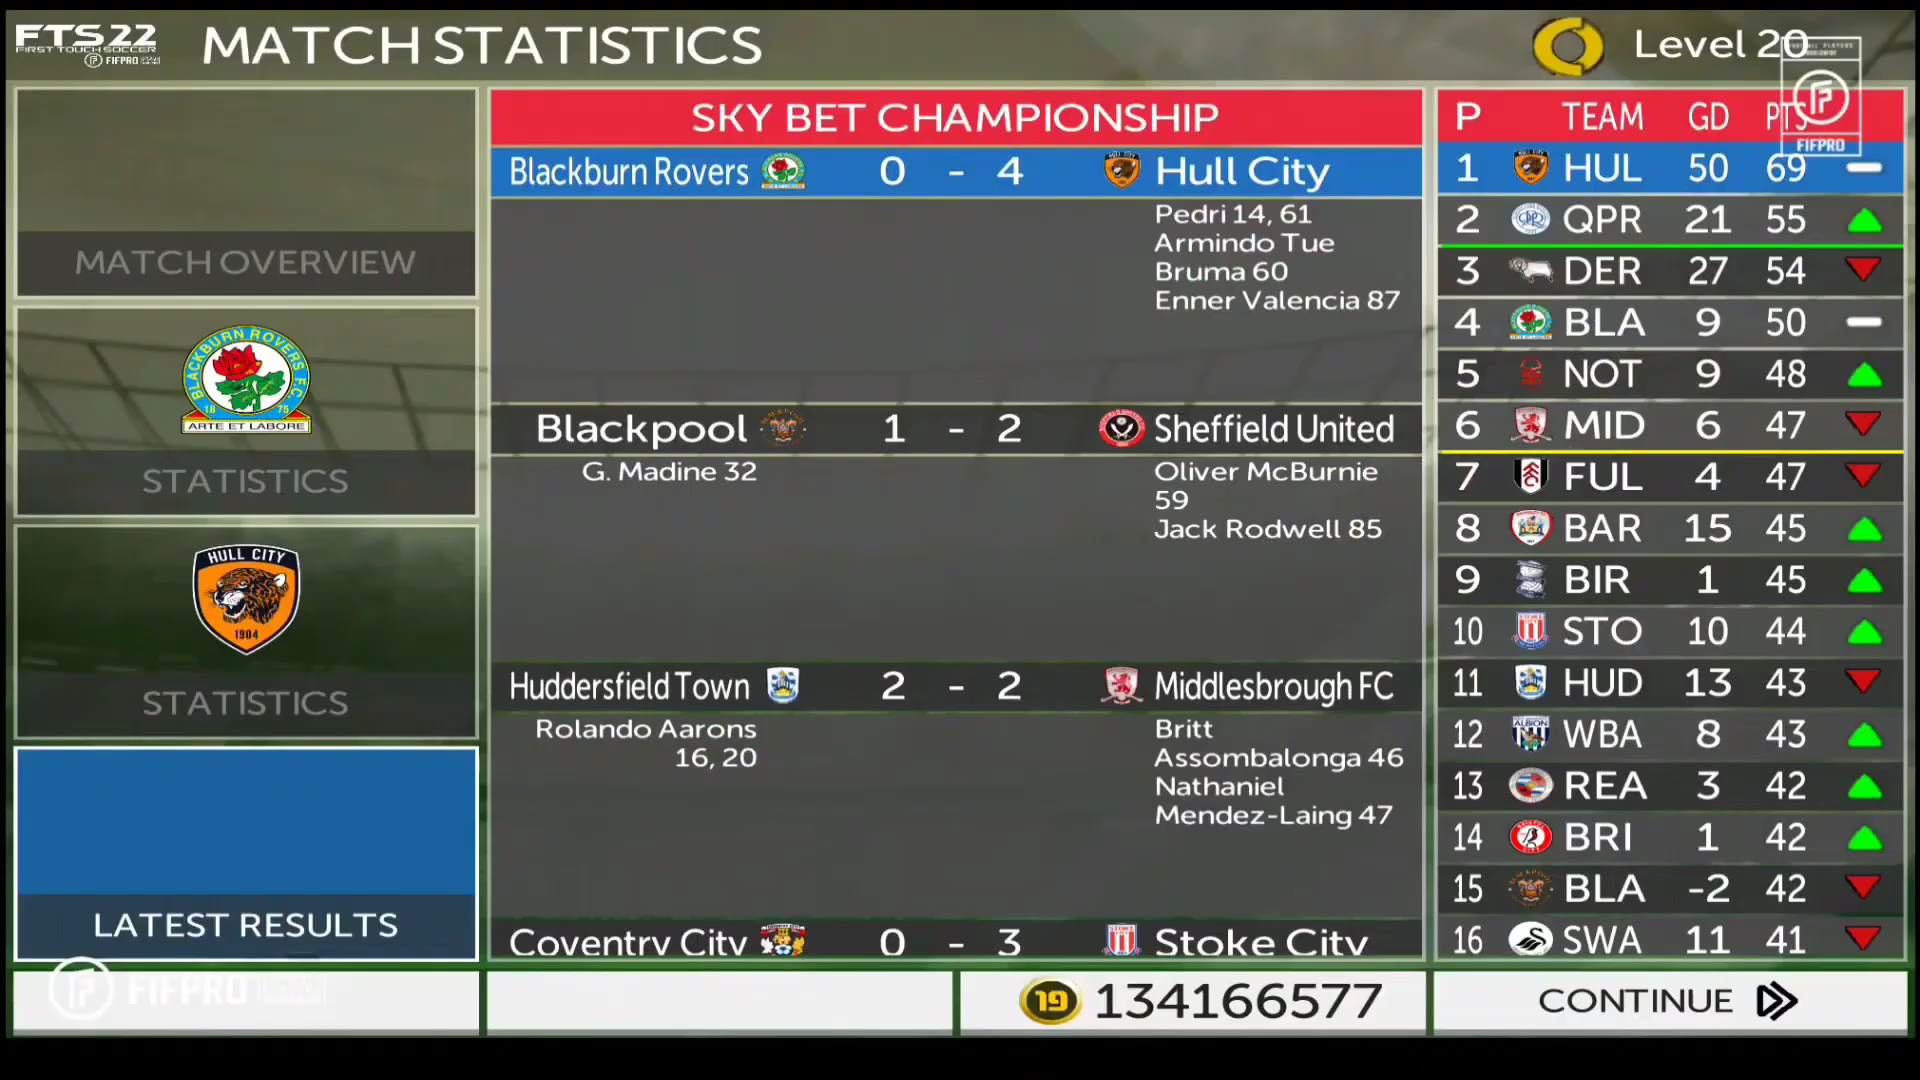 FTS22
FIRST TOUCH SOCCER
FIFPRO
MATCH STATISTICS
Level 20
FIFPRO
MATCH OVERVIEW
BLACKBURN ROVERS F.C.
18 75
ARTE ET LABORE
STATISTICS
HULL CITY
1904
STATISTICS
LATEST RESULTS
SKY BET CHAMPIONSHIP
Blackburn Rovers 0 - 4 Hull City
Pedri 14, 61
Armindo Tue
Bruma 60
Enner Valencia 87
Blackpool 1 - 2 Sheffield United
G. Madine 32
Oliver McBurnie
59
Jack Rodwell 85
Huddersfield Town 2 - 2 Middlesbrough FC
Rolando Aarons
16, 20
Britt
Assombalonga 46
Nathaniel
Mendez-Laing 47
Coventry City 0 - 3 Stoke City
P TEAM GD PTS
1 HUL 50 69
2 QPR 21 55
3 DER 27 54
4 BLA 9 50
5 NOT 9 48
6 MID 6 47
7 FUL 4 47
8 BAR 15 45
9 BIR 1 45
10 STO 10 44
11 HUD 13 43
12 WBA 8 43
13 REA 3 42
14 BRI 1 42
15 BLA -2 42
16 SWA 11 41
FIFPRO
19 134166577
CONTINUE